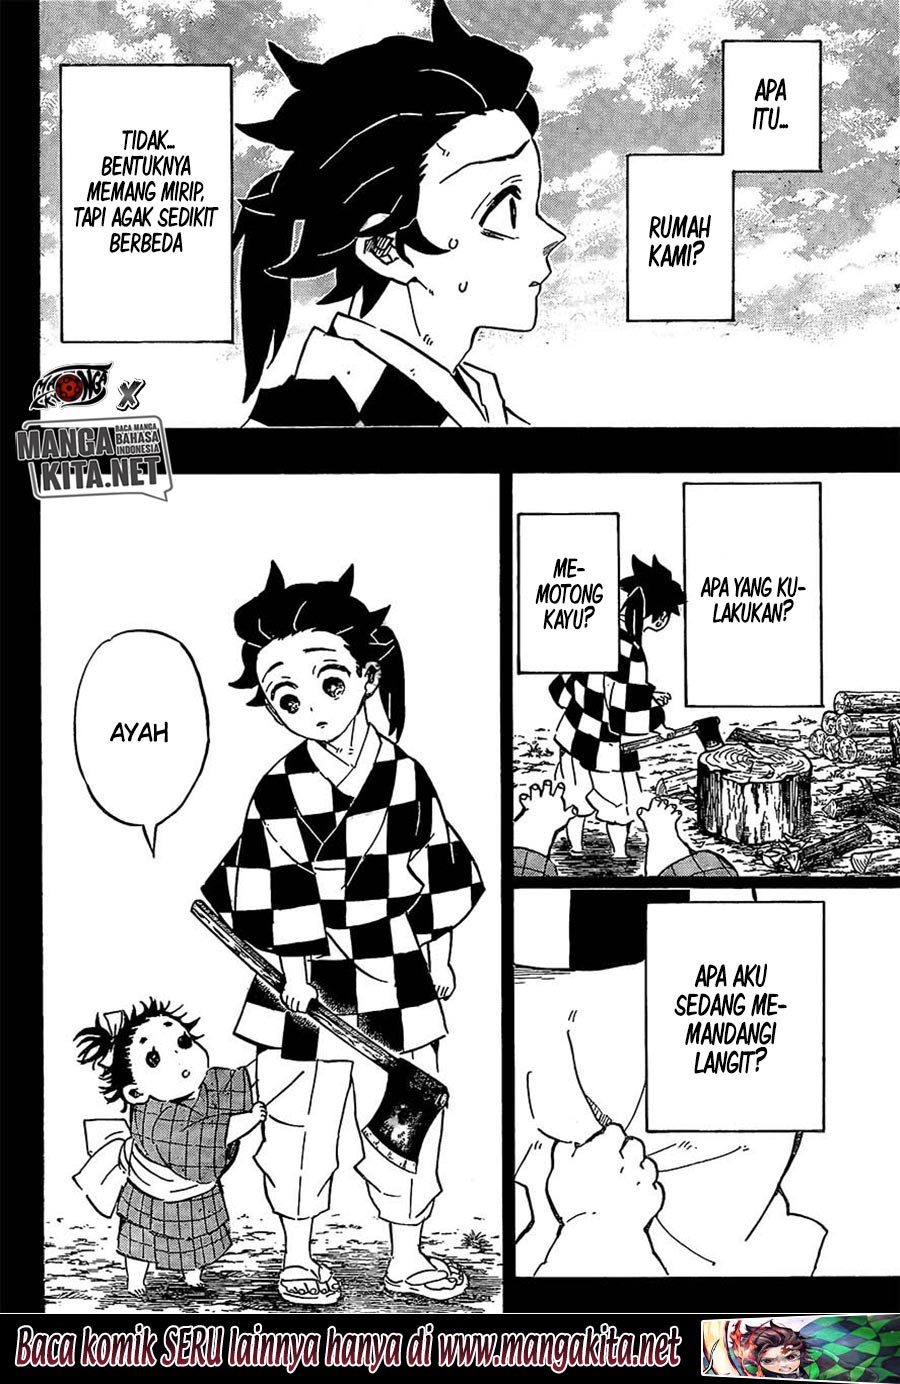 APA
ITU...
RUMAH
KAMI?
TIDAK...
BENTUKNYA
MEMANG MIRIP,
TAPI AGAK SEDIKIT
BERBEDA
MANGA
KITA.NET
BACA MANGA
BAHASA
INDONESIA
X
APA YANG KU-
LAKUKAN?
ME-
MOTONG
KAYU?
APA AKU
SEDANG ME-
MANDANGI
LANGIT?
AYAH
Baca komik SERU lainnya hanya di www.mangakita.net